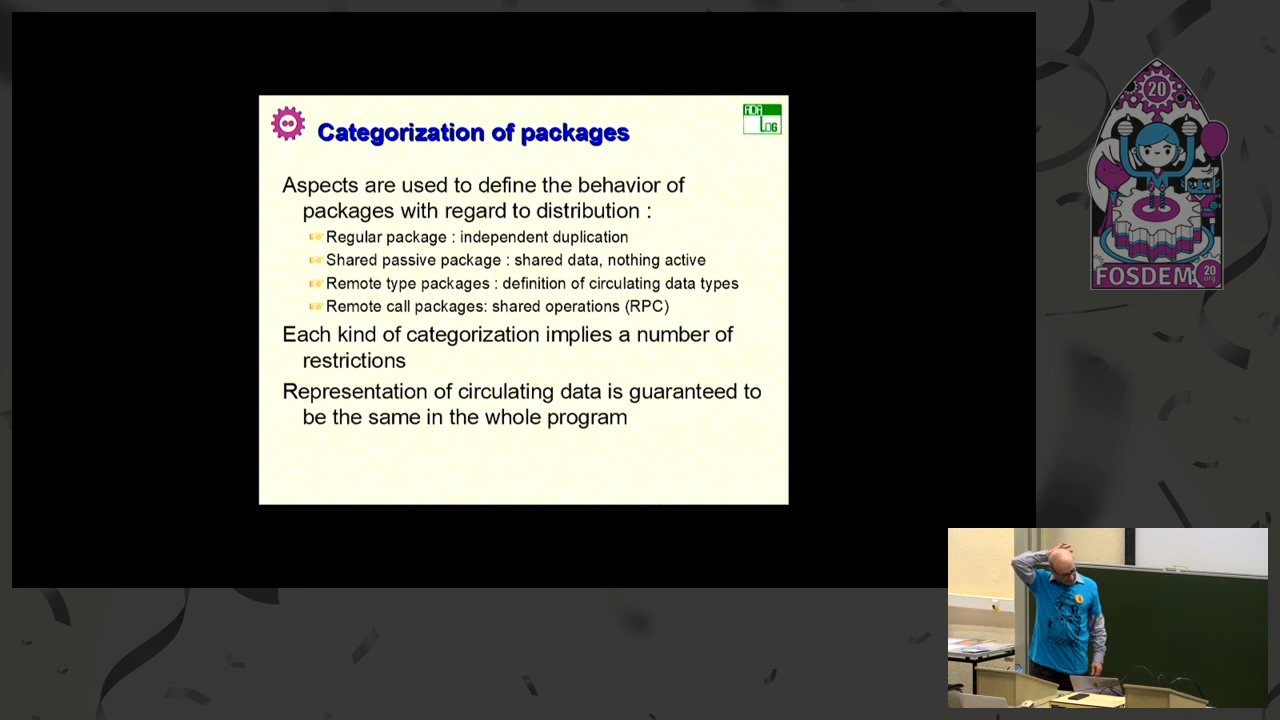 Categorization of packages
ADA
LOG
Aspects are used to define the behavior of
packages with regard to distribution :
Regular package : independent duplication
Shared passive package : shared data, nothing active
Remote type packages : definition of circulating data types
Remote call packages: shared operations (RPC)
Each kind of categorization implies a number of
restrictions
Representation of circulating data is guaranteed to
be the same in the whole program
20
FOSDEM
20
.org